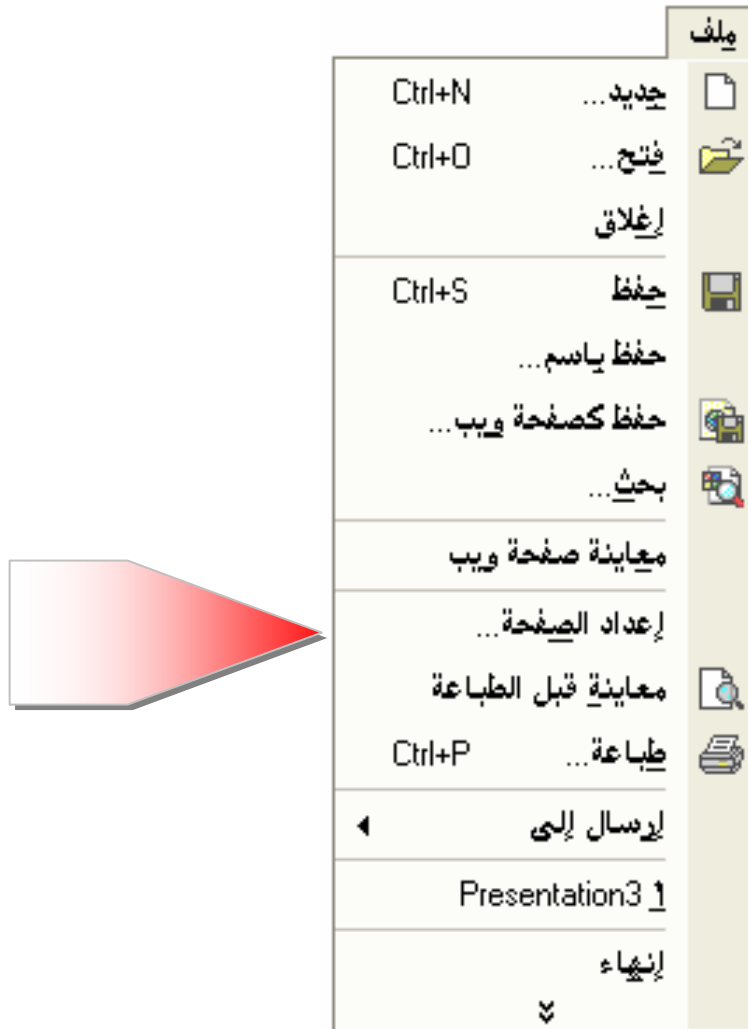 ملف
جديد... Ctrl+N
فتح... Ctrl+O
إغلاق
حفظ Ctrl+S
حفظ باسم...
حفظ كصفحة ويب...
بحث...
معاينة صفحة ويب
إعداد الصفحة...
معاينة قبل الطباعة
طباعة... Ctrl+P
إرسال إلى
1 Presentation3
إنهاء